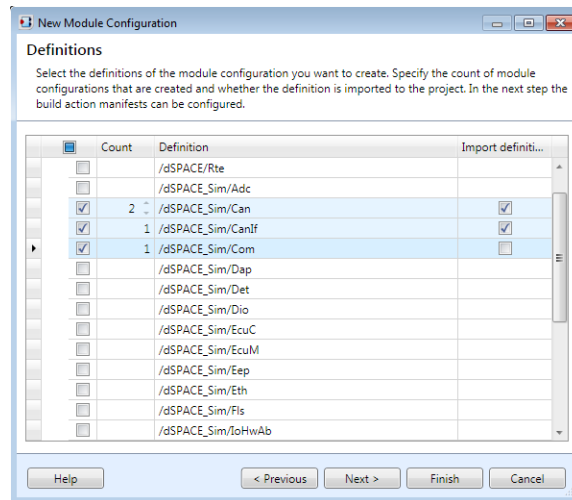 New Module Configuration
Definitions
Select the definitions of the module configuration you want to create. Specify the count of module
configurations that are created and whether the definition is imported to the project. In the next step the
build action manifests can be configured.
Count Definition Import definiti...
/dSPACE/Rte
/dSPACE_Sim/Adc
2 /dSPACE_Sim/Can
1 /dSPACE_Sim/CanIf
1 /dSPACE_Sim/Com
/dSPACE_Sim/Dap
/dSPACE_Sim/Det
/dSPACE_Sim/Dio
/dSPACE_Sim/EcuC
/dSPACE_Sim/EcuM
/dSPACE_Sim/Eep
/dSPACE_Sim/Eth
/dSPACE_Sim/Fls
/dSPACE_Sim/IoHwAb
Help < Previous Next > Finish Cancel